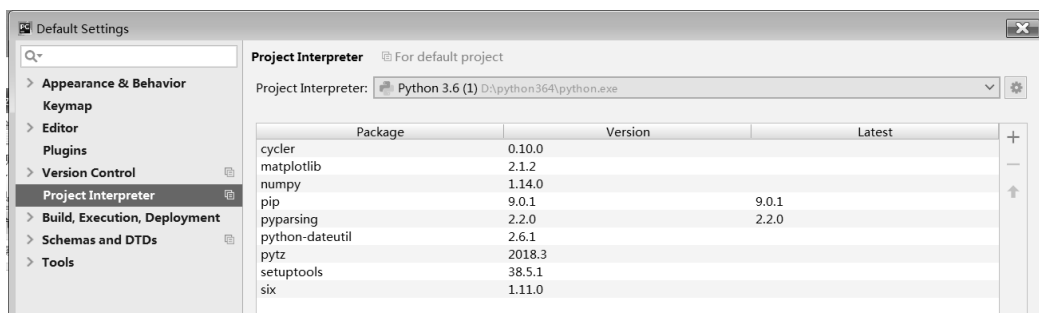 Default Settings
Project Interpreter For default project
Appearance & Behavior
Project Interpreter: Python 3.6 (1) D:\python364\python.exe
Keymap
Editor
Plugins
Version Control
Project Interpreter
Build, Execution, Deployment
Schemas and DTDs
Tools
Package Version Latest
cycler 0.10.0
matplotlib 2.1.2
numpy 1.14.0
pip 9.0.1 9.0.1
pyparsing 2.2.0 2.2.0
python-dateutil 2.6.1
pytz 2018.3
setuptools 38.5.1
six 1.11.0